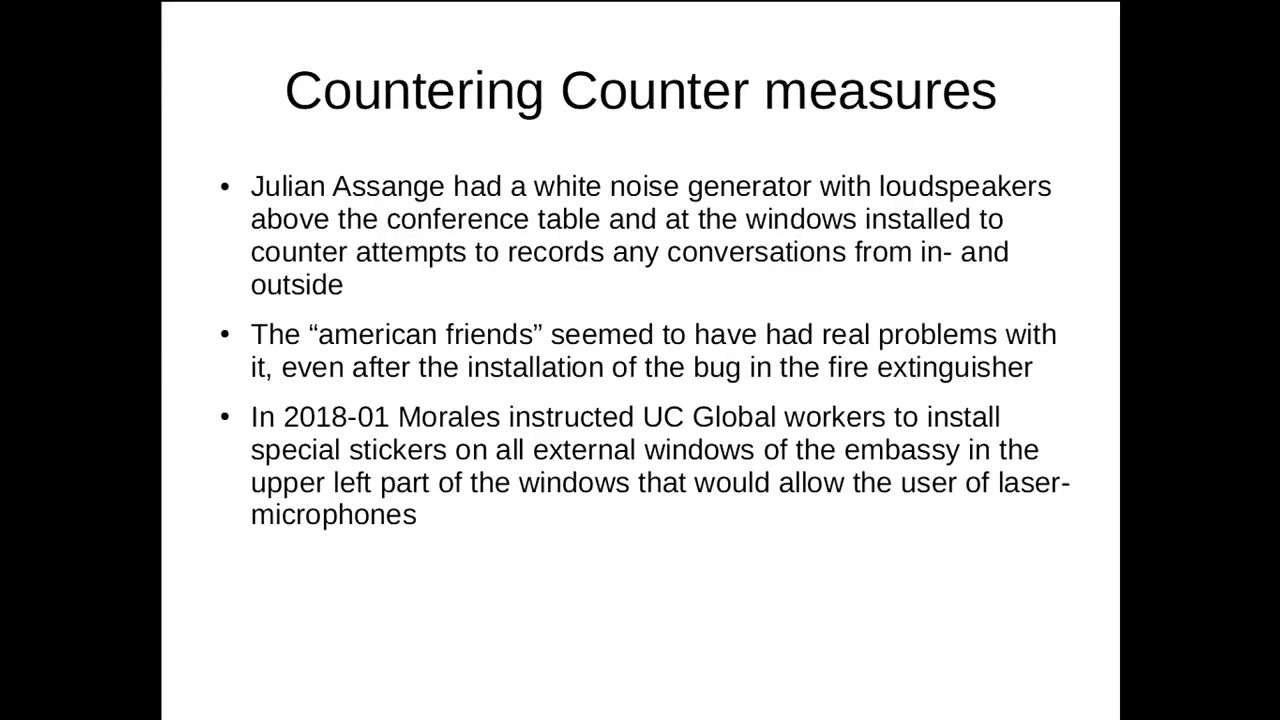 Countering Counter measures
• Julian Assange had a white noise generator with loudspeakers
above the conference table and at the windows installed to
counter attempts to records any conversations from in- and
outside
• The “american friends” seemed to have had real problems with
it, even after the installation of the bug in the fire extinguisher
• In 2018-01 Morales instructed UC Global workers to install
special stickers on all external windows of the embassy in the
upper left part of the windows that would allow the user of laser-
microphones